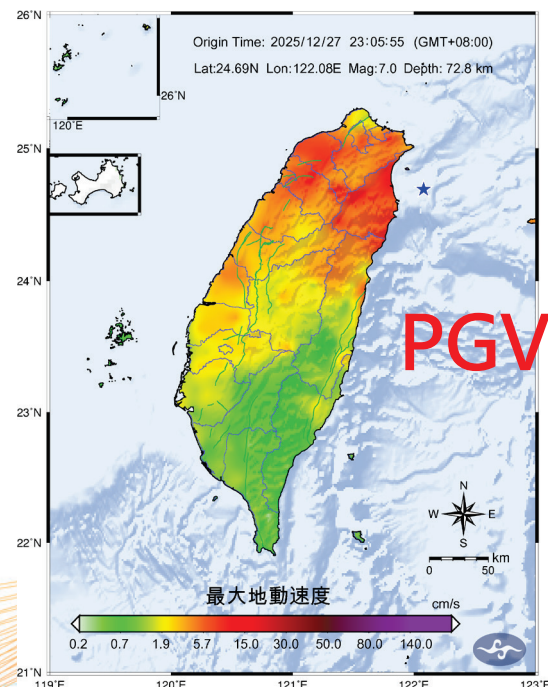 26°N
Origin Time: 2025/12/27 23:05:55 (GMT+08:00)
Lat:24.69N Lon:122.08E Mag:7.0 Depth: 72.8 km
26°N
120°E
25°N
24°N
PGV
23°N
N
W E
S
22°N
km
0 50
最大地動速度
cm/s
0.2 0.7 1.9 5.7 15.0 30.0 50.0 80.0 140.0
21°N
119°E 120°E 121°E 122°E 123°E